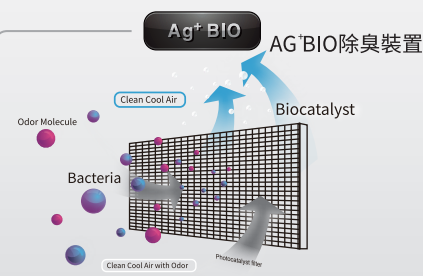 Ag⁺ BIO
AG⁺BIO除臭裝置
Clean Cool Air
Biocatalyst
Odor Molecule
Bacteria
Photocatalyst filter
Clean Cool Air with Odor